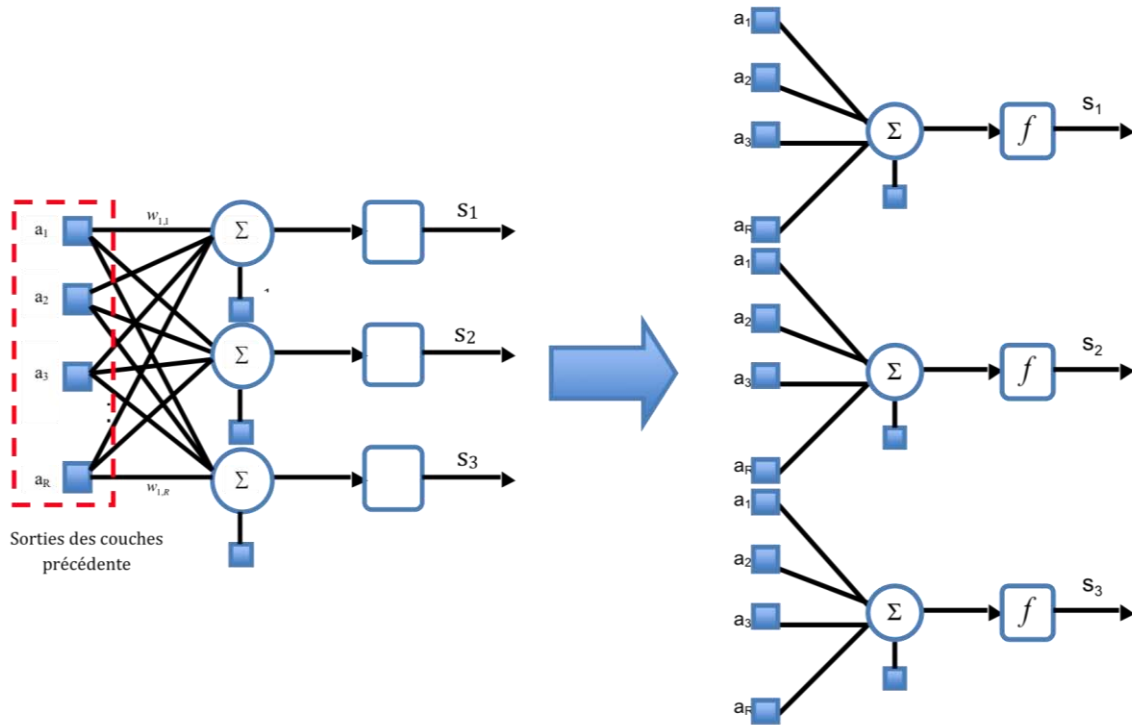 a1
w1,1
Σ
S1
a2
Σ
S2
a3
aR
w1,R
Σ
S3
Sorties des couches
précédente
a1
a2
a3
aR
Σ
f
S1
a1
a2
a3
aR
Σ
f
S2
a1
a2
a3
aR
Σ
f
S3